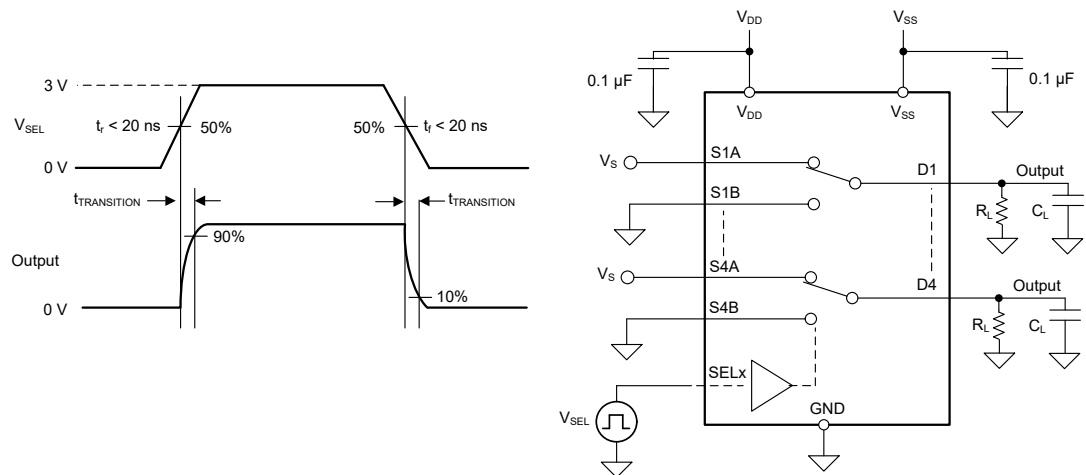 3 V
V_SEL
0 V
t_r < 20 ns
50%
50%
t_f < 20 ns
t_TRANSITION
t_TRANSITION
90%
Output
10%
0 V
V_DD
V_SS
0.1 µF
0.1 µF
V_DD
V_SS
V_S
S1A
D1
Output
S1B
R_L
C_L
V_S
S4A
D4
Output
S4B
R_L
C_L
SELx
V_SEL
GND